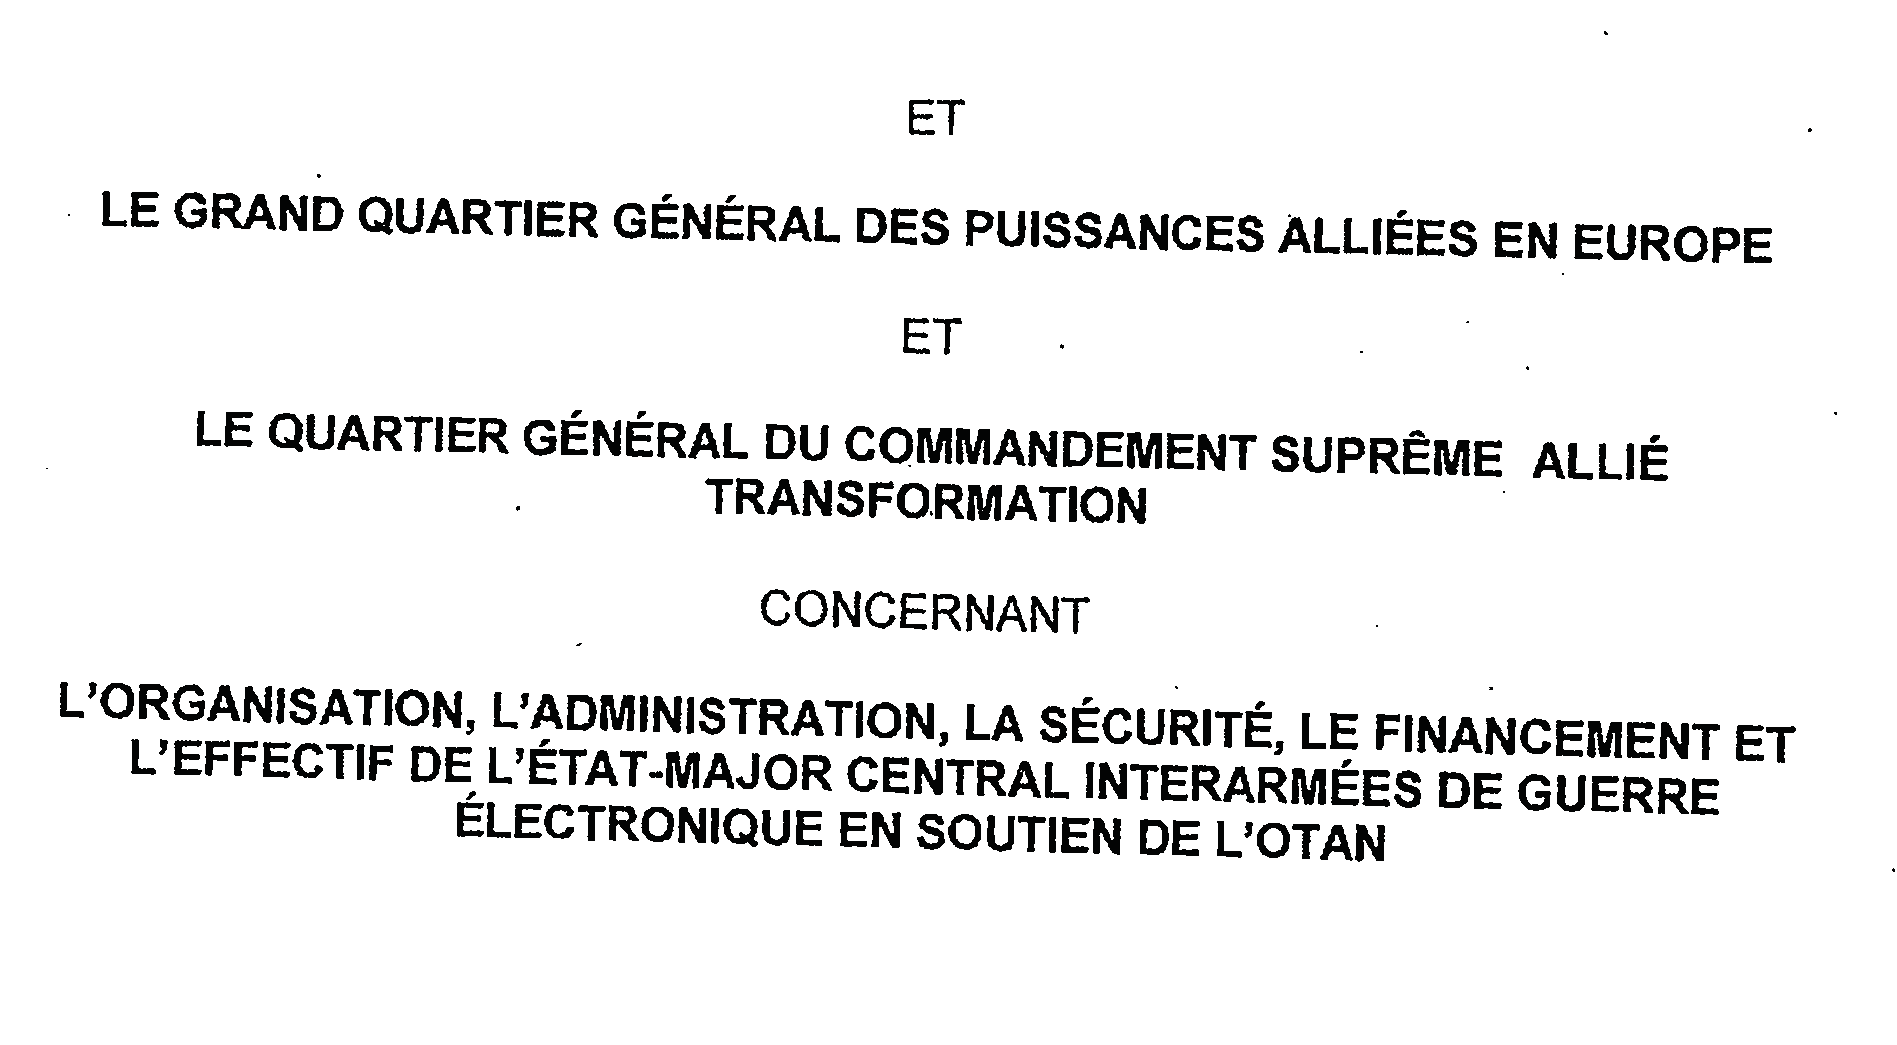 ET
LE GRAND QUARTIER GÉNÉRAL DES PUISSANCES ALLIÉES EN EUROPE
ET
LE QUARTIER GÉNÉRAL DU COMMANDEMENT SUPRÊME ALLIÉ
TRANSFORMATION
CONCERNANT
L'ORGANISATION, L'ADMINISTRATION, LA SÉCURITÉ, LE FINANCEMENT ET
L'EFFECTIF DE L'ÉTAT-MAJOR CENTRAL INTERARMÉES DE GUERRE
ÉLECTRONIQUE EN SOUTIEN DE L'OTAN